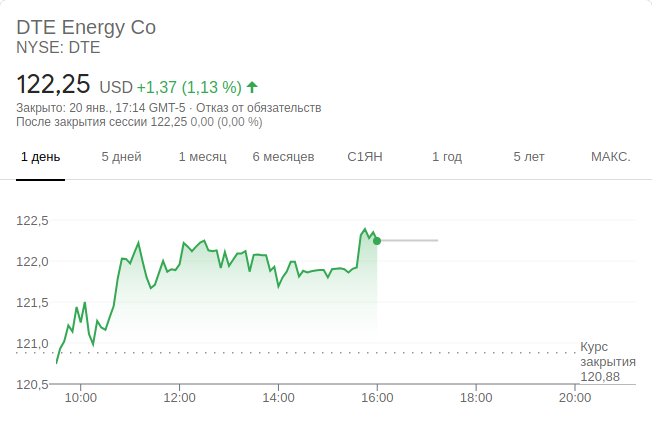 DTE Energy Co
NYSE: DTE
122,25 USD +1,37 (1,13 %)
Закрыто: 20 янв., 17:14 GMT-5 · Отказ от обязательств
После закрытия сессии 122,25 0,00 (0,00 %)
1 день 5 дней 1 месяц 6 месяцев С1ЯН 1 год 5 лет МАКС.
122,5
122,0
121,5
121,0
Курс
закрытия
120,88
120,5
10:00 12:00 14:00 16:00 18:00 20:00